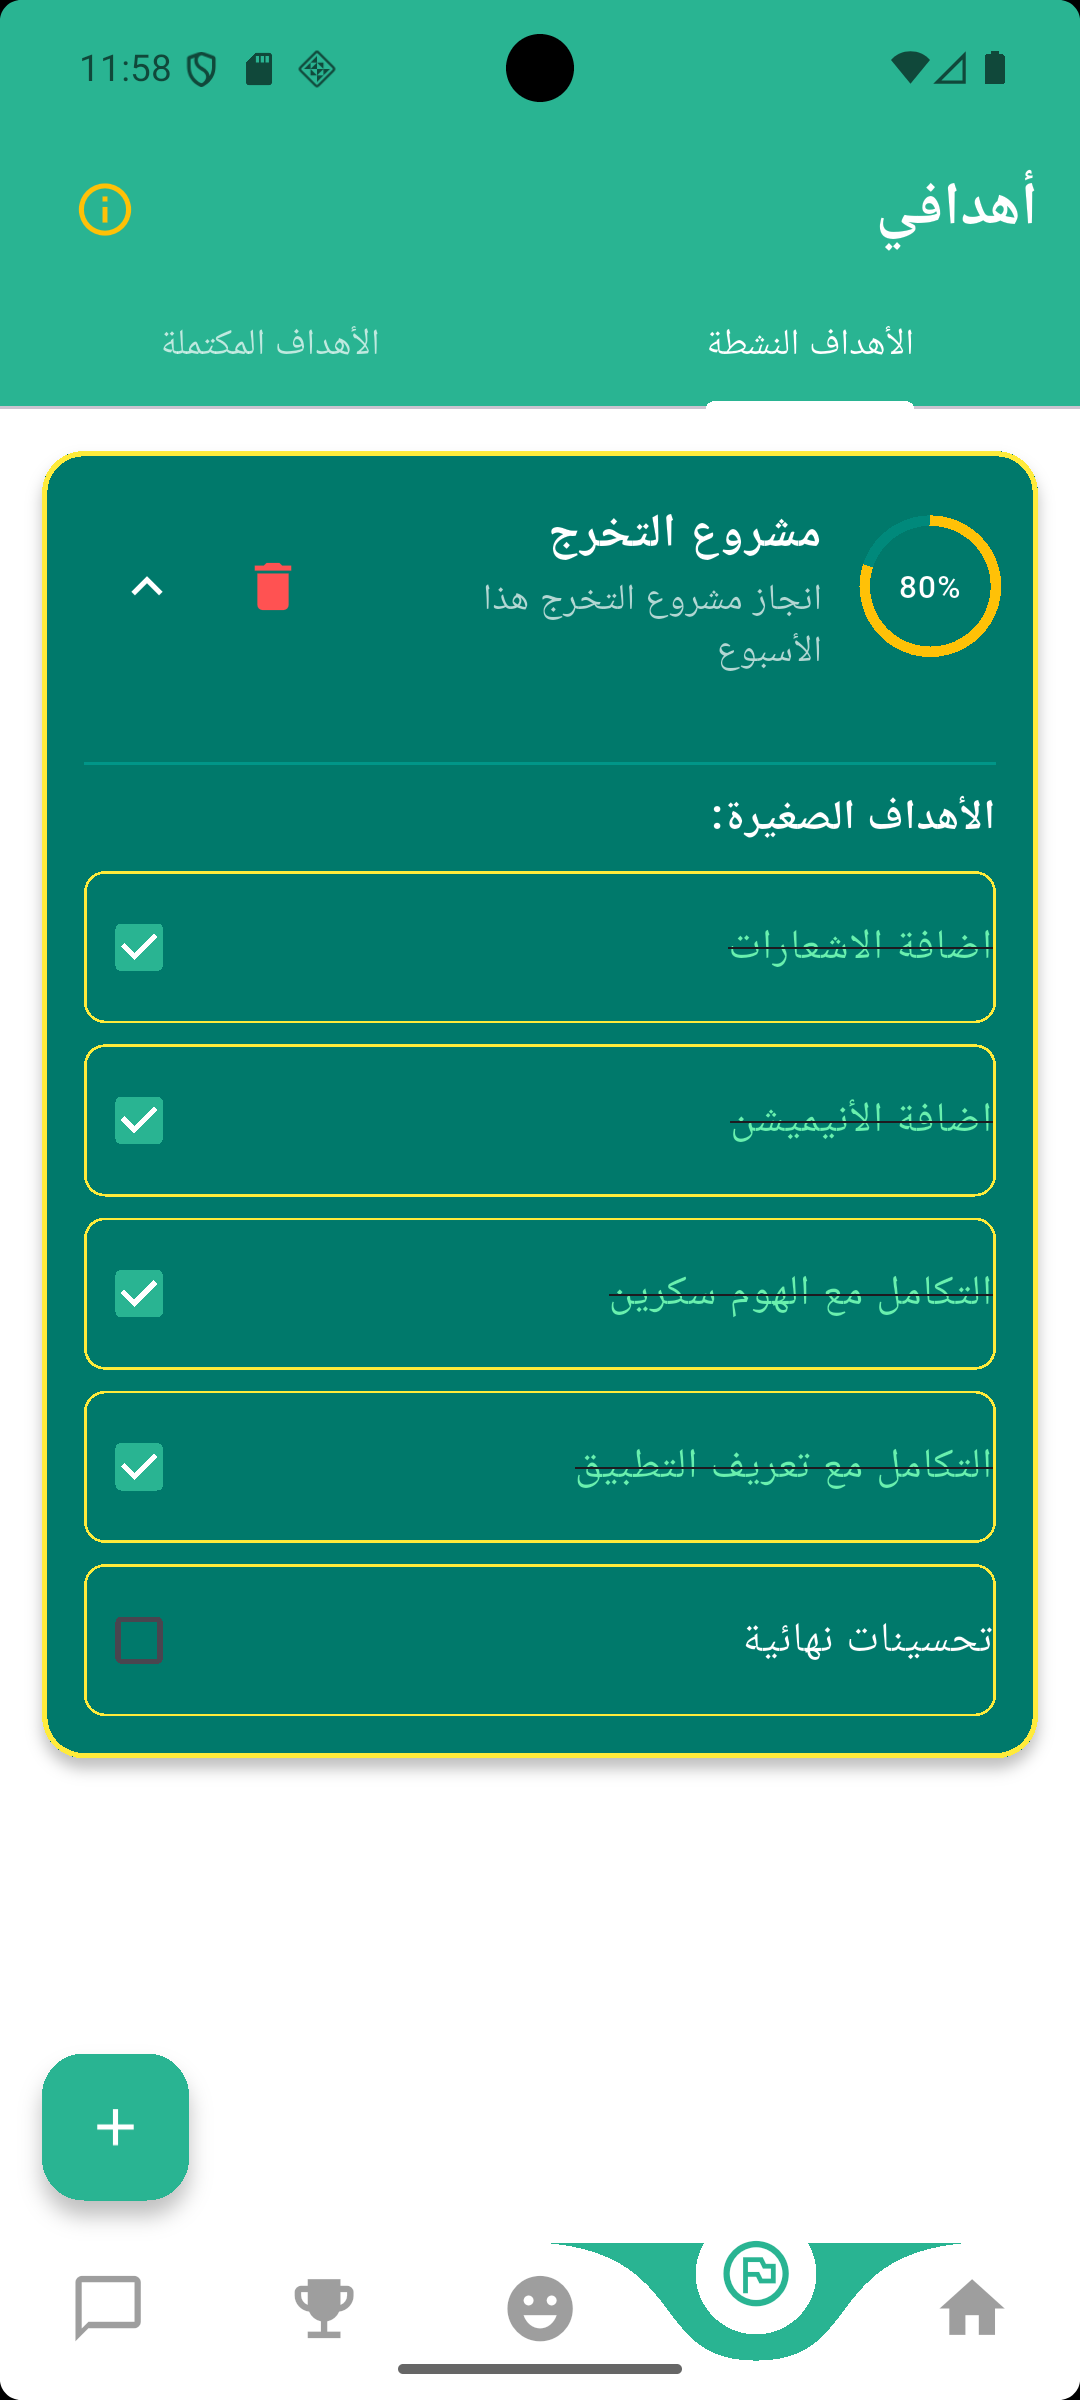 11:58
أهدافي
الأهداف النشطة
الأهداف المكتملة
مشروع التخرج
انجاز مشروع التخرج هذا
الأسبوع
80%
الأهداف الصغيرة:
اضافة الاشعارات
اضافة الأنيميشن
التكامل مع الهوم سكرين
التكامل مع تعريف التطبيق
تحسينات نهائية